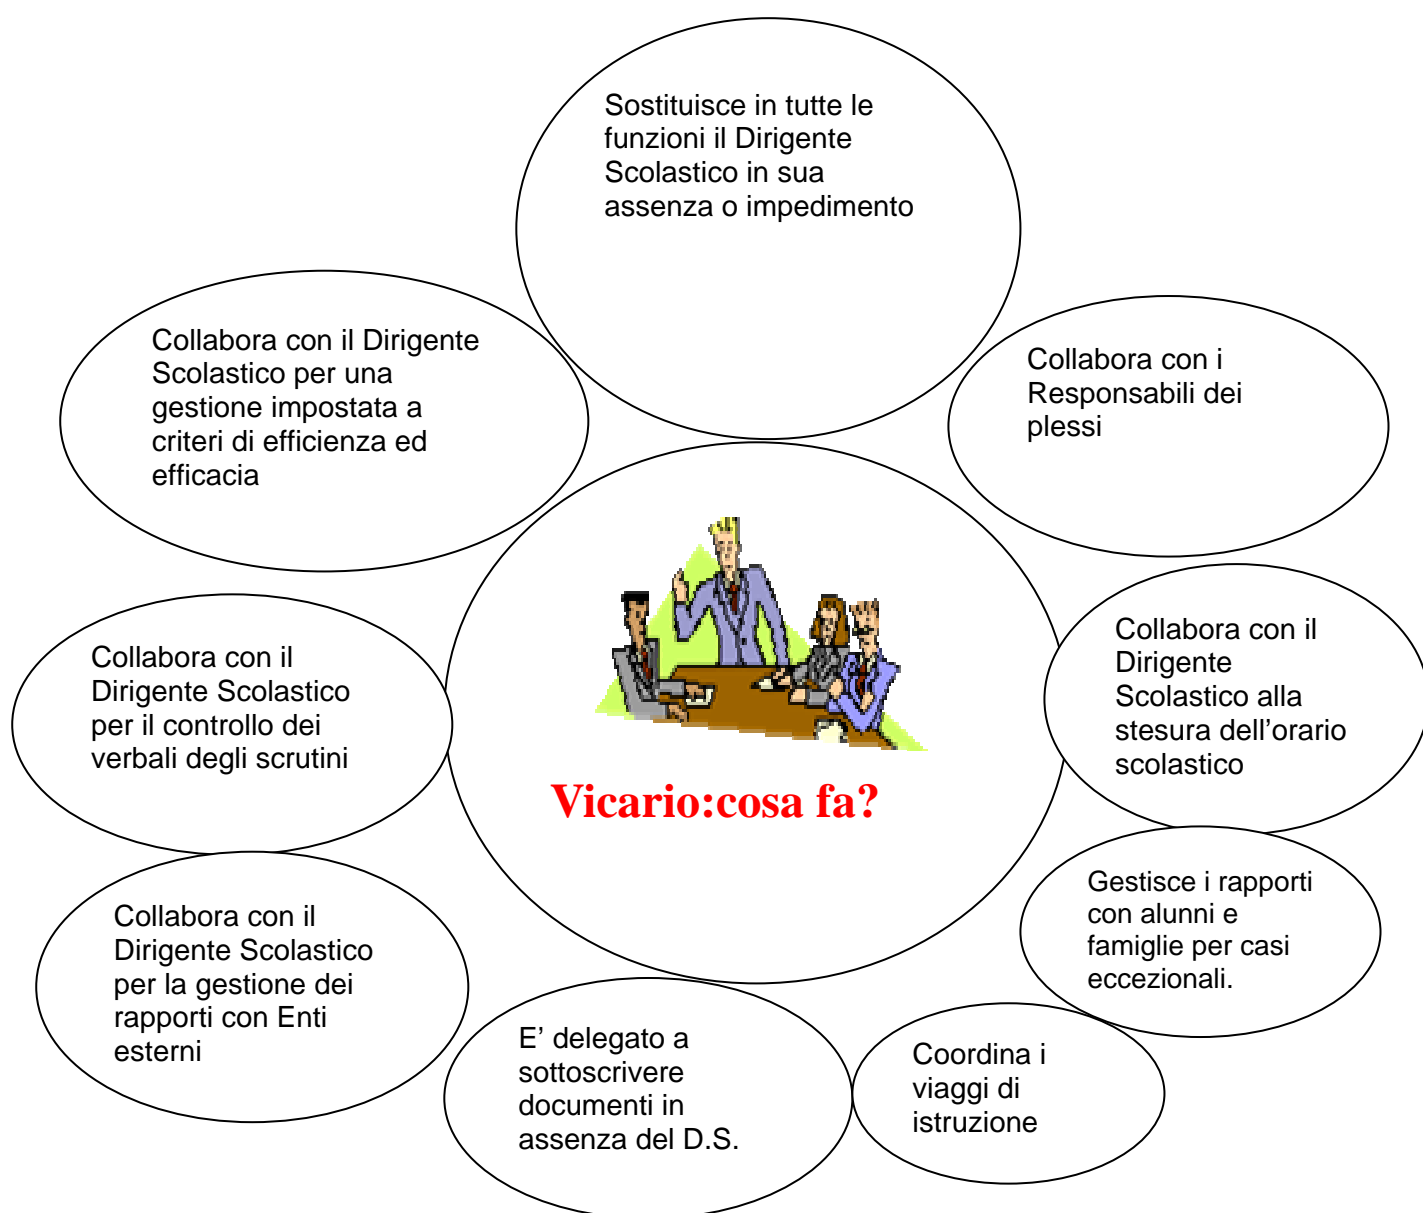 Sostituisce in tutte le
funzioni il Dirigente
Scolastico in sua
assenza o impedimento
Collabora con il Dirigente
Scolastico per una
gestione impostata a
criteri di efficienza ed
efficacia
Collabora con i
Responsabili dei
plessi
Collabora con il
Dirigente Scolastico
per il controllo dei
verbali degli scrutini
Vicario:cosa fa?
Collabora con il
Dirigente
Scolastico alla
stesura dell’orario
scolastico
Gestisce i rapporti
con alunni e
famiglie per casi
eccezionali.
Collabora con il
Dirigente Scolastico
per la gestione dei
rapporti con Enti
esterni
E’ delegato a
sottoscrivere
documenti in
assenza del D.S.
Coordina i
viaggi di
istruzione